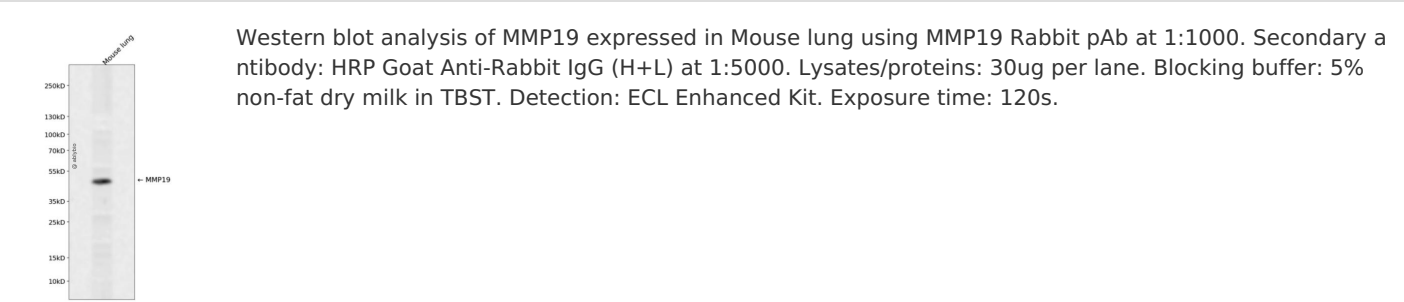 Mouse lung
Western blot analysis of MMP19 expressed in Mouse lung using MMP19 Rabbit pAb at 1:1000. Secondary a
ntibody: HRP Goat Anti-Rabbit IgG (H+L) at 1:5000. Lysates/proteins: 30ug per lane. Blocking buffer: 5%
non-fat dry milk in TBST. Detection: ECL Enhanced Kit. Exposure time: 120s.
250kD
130kD
100kD
70kD
@ ablybio
55kD
← MMP19
35kD
25kD
15kD
10kD